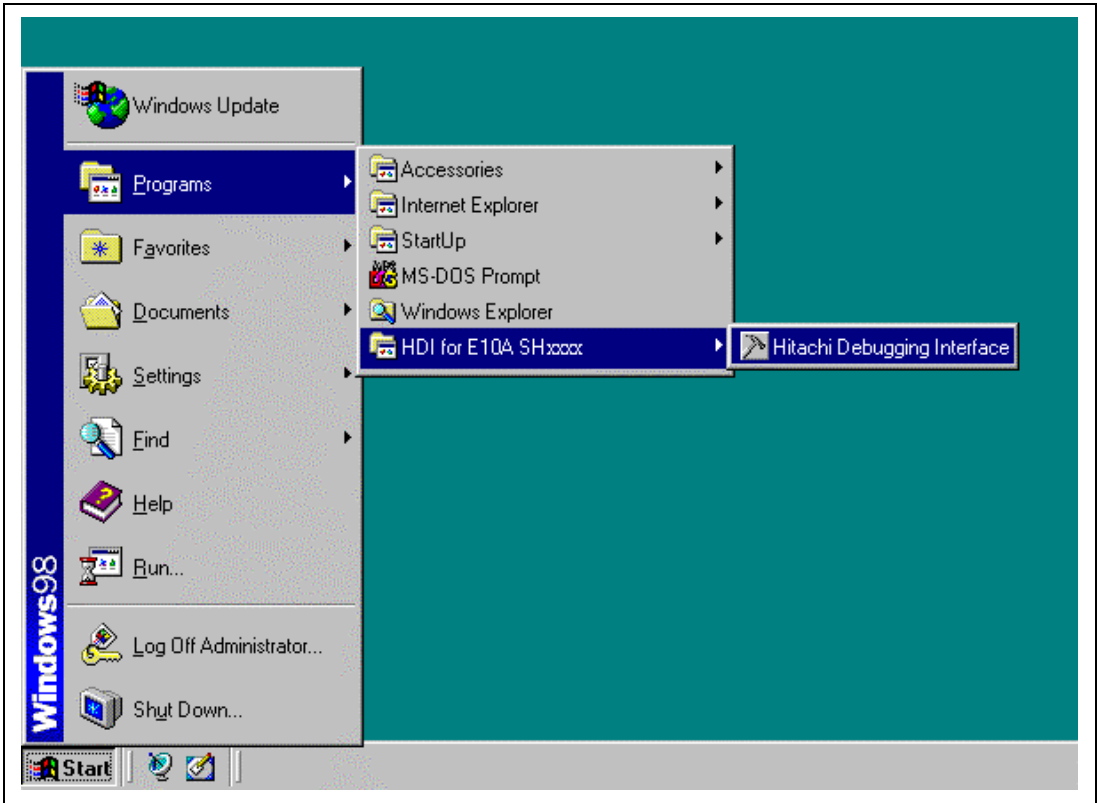 Windows Update
Programs
Favorites
Documents
Settings
Find
Help
Run...
Log Off Administrator...
Shut Down...
Windows98
Accessories
Internet Explorer
StartUp
MS-DOS Prompt
Windows Explorer
HDI for E10A SHxxxx
Hitachi Debugging Interface
Start